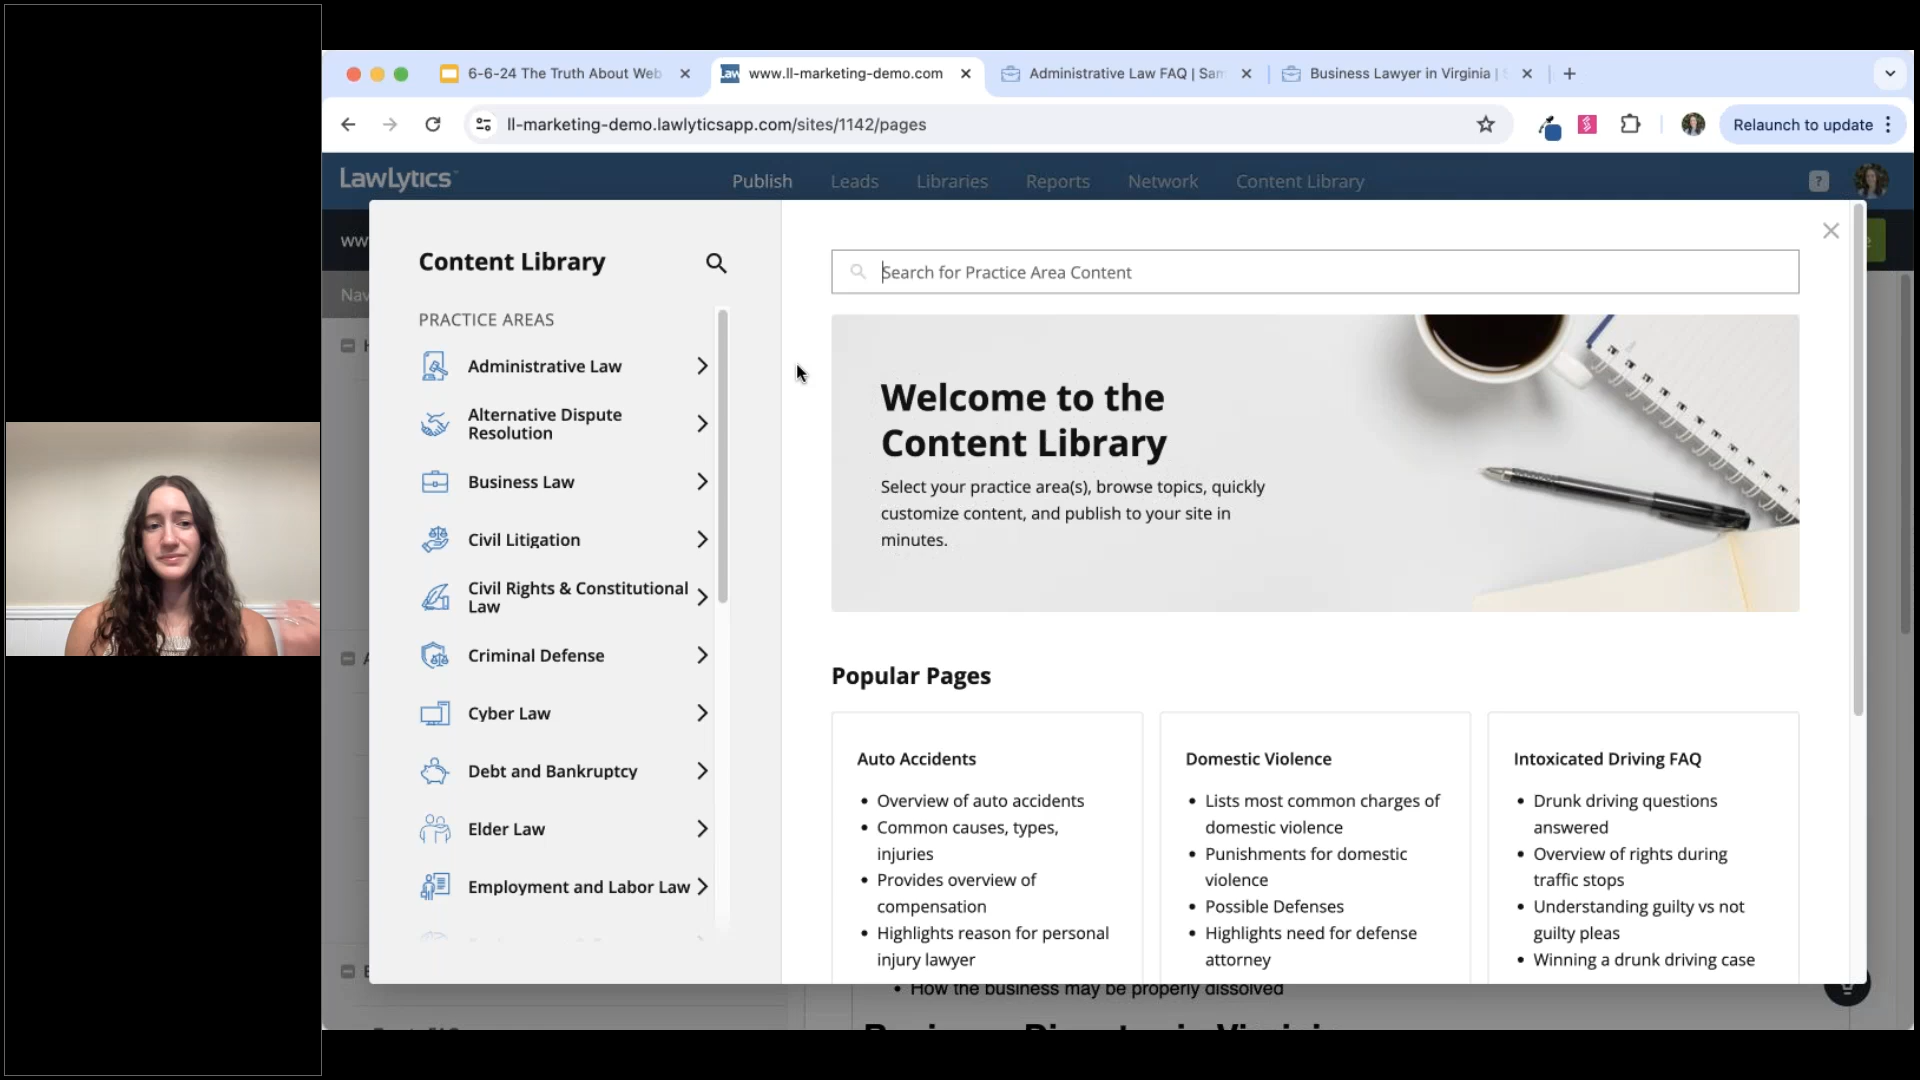 6-6-24 The Truth About Web
www.ll-marketing-demo.com
Administrative Law FAQ | Sam
Business Lawyer in Virginia |
ll-marketing-demo.lawlyticsapp.com/sites/1142/pages
Relaunch to update
LAWLYTICS
Publish
Leads
Libraries
Reports
Network
Content Library
?
ww
Nav
Content Library
PRACTICE AREAS
Administrative Law
Alternative Dispute
Resolution
Business Law
Civil Litigation
Civil Rights & Constitutional
Law
Criminal Defense
Cyber Law
Debt and Bankruptcy
Elder Law
Employment and Labor Law
Search for Practice Area Content
Welcome to the
Content Library
Select your practice area(s), browse topics, quickly
customize content, and publish to your site in
minutes.
Popular Pages
Auto Accidents
• Overview of auto accidents
• Common causes, types,
injuries
• Provides overview of
compensation
• Highlights reason for personal
injury lawyer
Domestic Violence
• Lists most common charges of
domestic violence
• Punishments for domestic
violence
• Possible Defenses
• Highlights need for defense
attorney
Intoxicated Driving FAQ
• Drunk driving questions
answered
• Overview of rights during
traffic stops
• Understanding guilty vs not
guilty pleas
• Winning a drunk driving case
• How the business may be properly dissolved